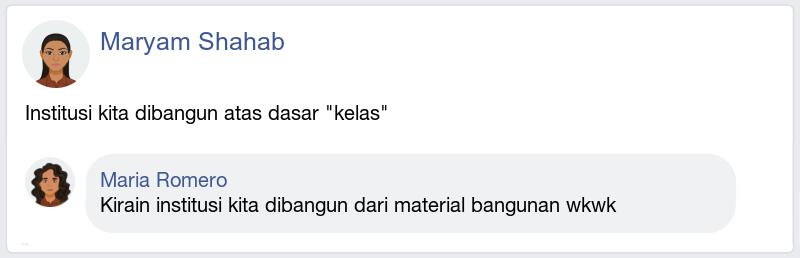 Maryam Shahab
Institusi kita dibangun atas dasar "kelas"
Maria Romero
Kirain institusi kita dibangun dari material bangunan wkwk